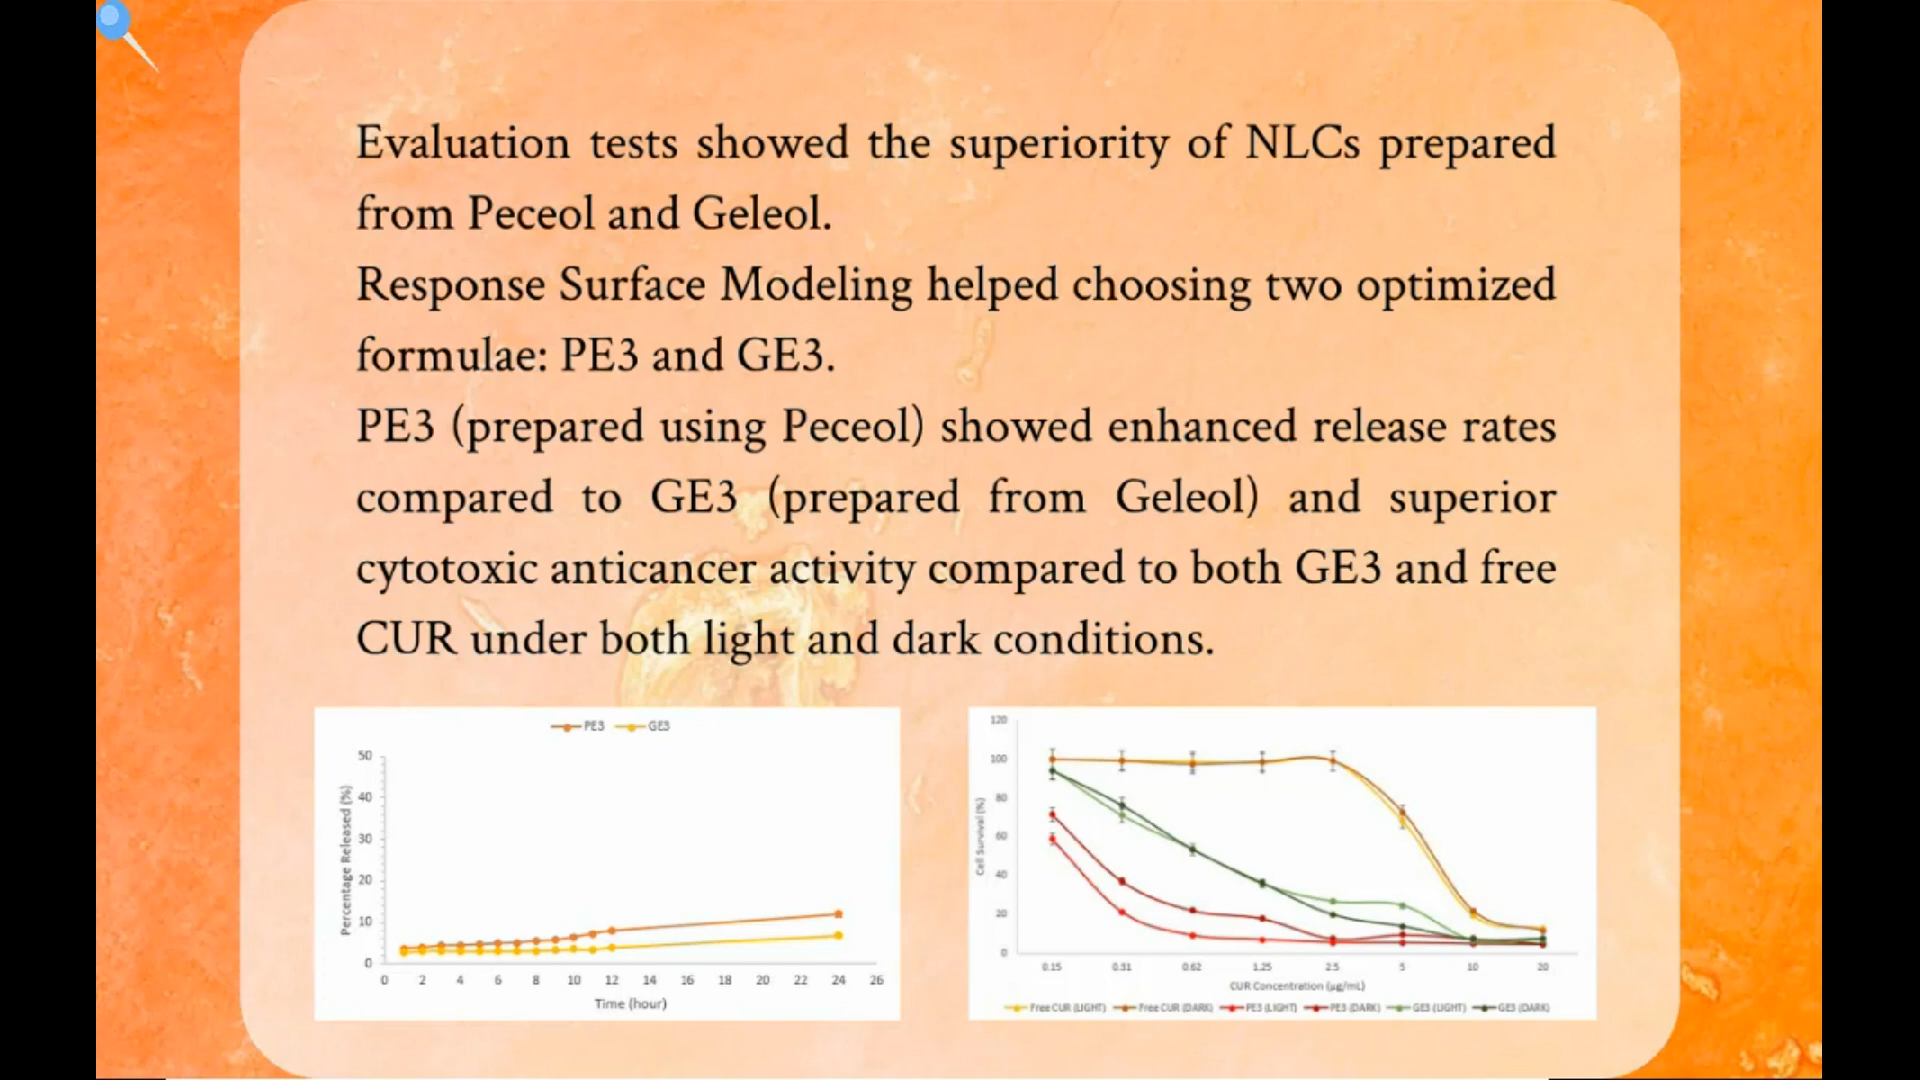 Evaluation tests showed the superiority of NLCs prepared
from Peceol and Geleol.
Response Surface Modeling helped choosing two optimized
formulae: PE3 and GE3.
PE3 (prepared using Peceol) showed enhanced release rates
compared to GE3 (prepared from Geleol) and superior
cytotoxic anticancer activity compared to both GE3 and free
CUR under both light and dark conditions.
PE3 GE3
50
40
30
20
10
0
Percentage Released (%)
0 2 4 6 8 10 12 14 16 18 20 22 24 26
Time (hour)
120
100
80
60
40
20
0
Cell Survival (%)
0.15 0.31 0.62 1.25 2.5 5 10 20
CUR Concentration (µg/mL)
Free CUR (LIGHT) Free CUR (DARK) PE3 (LIGHT) PE3 (DARK) GE3 (LIGHT) GE3 (DARK)